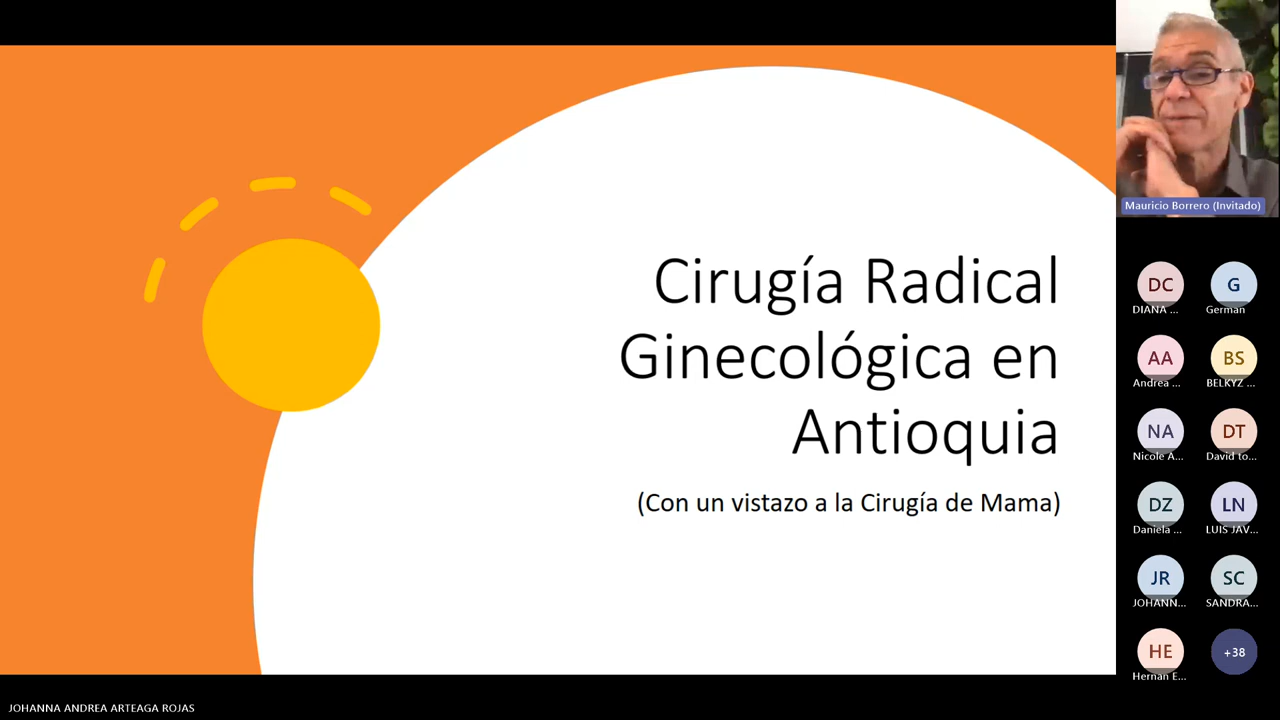 Cirugía Radical
Ginecológica en
Antioquia
(Con un vistazo a la Cirugía de Mama)
Mauricio Borrero (Invitado)
DC
G
DIANA ...
German
AA
BS
Andrea ...
BELKYZ ...
NA
DT
Nicole A...
David to...
DZ
LN
Daniela ...
LUIS JAV...
JR
SC
JOHANN...
SANDRA...
HE
+38
Hernan E...
JOHANNA ANDREA ARTEAGA ROJAS